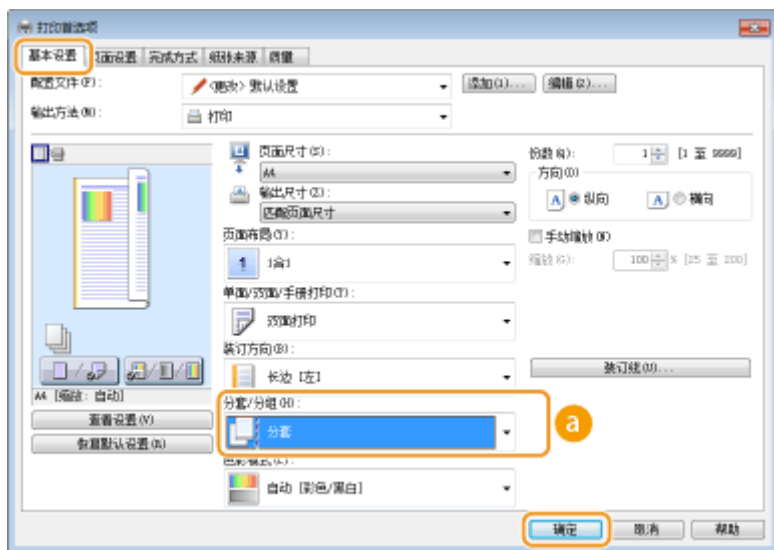 打印首选项
基本设置 页面设置 完成方式 纸张来源 质量
配置文件(F): <更改> 默认设置 添加(1)... 编辑(2)...
输出方法(M): 打印
页面尺寸(S): 份数(Q): 1 [1 至 9999]
A4 方向(O)
输出尺寸(Z): A 纵向 A 横向
匹配页面尺寸
页面布局(Y): 手动缩放(W)
1 1合1 缩放(G): 100 % [25 至 200]
单面/双面/手册打印(T):
双面打印
装订方向(B):
长边 [左] 装订线(U)...
A4 [缩放: 自动]
分套/分组(H):
查看设置(V) 分套 a
恢复默认设置(R)
色彩模式(L):
自动 [彩色/黑白]
确定 取消 帮助